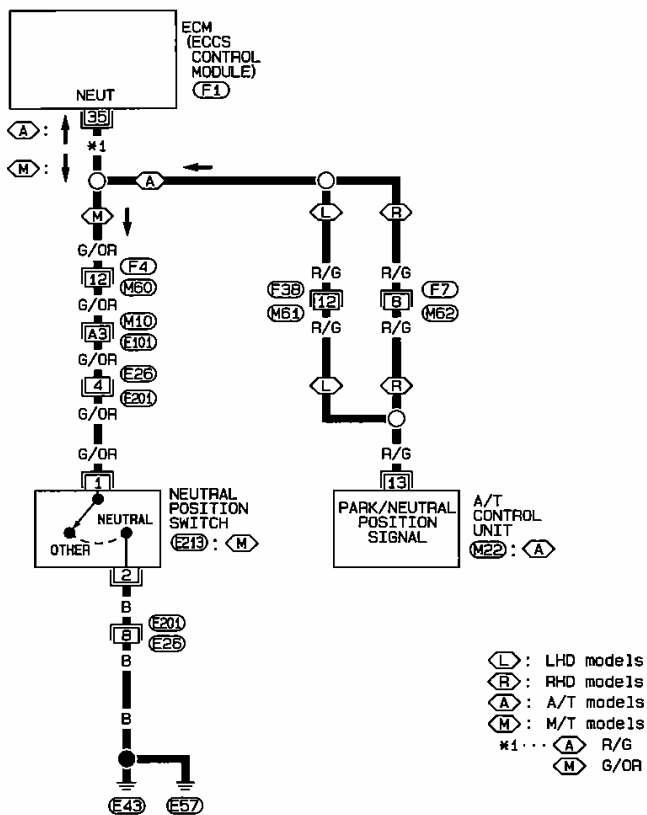 ECM
(ECCS
CONTROL
MODULE)
F1
NEUT
35
A :
*1
M :
A
M
L
R
G/OR
R/G
R/G
12
F4
M60
F38
M61
12
6
F7
M62
G/OR
R/G
R/G
A3
M10
E101
G/OR
4
E26
E201
L
R
G/OR
G/OR
R/G
1
13
NEUTRAL
POSITION
SWITCH
E213 : M
NEUTRAL
OTHER
PARK/NEUTRAL
POSITION
SIGNAL
A/T
CONTROL
UNIT
M22 : A
2
B
8
E201
E26
B
B
E43
E57
L : LHD models
R : RHD models
A : A/T models
M : M/T models
*1 ··· A R/G
M G/OR